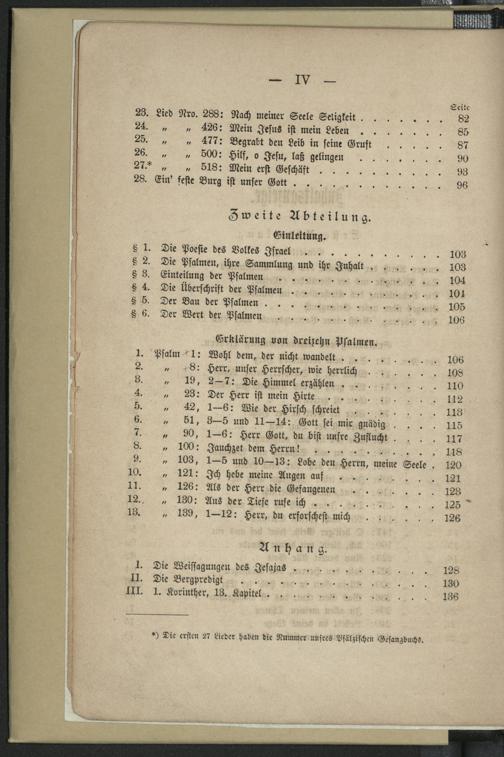 — IV —
Seite
23. Lied Nro. 288: Nach meiner Seele Seligkeit . . . . . . . 82
24. „ „ 426: Mein Jesus ist mein Leben . . . . . . . 85
25. „ „ 477: Begrabt den Leib in seine Gruft . . . . . . 87
26. „ „ 500: Hilf, o Jesu, laß gelingen . . . . . . . 90
27.* „ „ 518: Mein erst Geschäft . . . . . . . . . 93
28. Ein' feste Burg ist unser Gott . . . . . . . . . . . 96
Zweite Abteilung.
Einleitung.
§ 1. Die Poesie des Volkes Israel . . . . . . . . . . . 103
§ 2. Die Psalmen, ihre Sammlung und ihr Inhalt . . . . . . 103
§ 3. Einteilung der Psalmen . . . . . . . . . . . . . 104
§ 4. Die Überschrift der Psalmen . . . . . . . . . . . 104
§ 5. Der Bau der Psalmen . . . . . . . . . . . . . 105
§ 6. Der Wert der Psalmen . . . . . . . . . . . . . 106
Erklärung von dreizehn Psalmen.
1. Psalm 1: Wohl dem, der nicht wandelt . . . . . . . . 106
2. „ 8: Herr, unser Herrscher, wie herrlich . . . . . . . 108
3. „ 19, 2—7: Die Himmel erzählen . . . . . . . . 110
4. „ 23: Der Herr ist mein Hirte . . . . . . . . . 112
5. „ 42, 1—6: Wie der Hirsch schreiet . . . . . . . . 113
6. „ 51, 3—5 und 11—14: Gott sei mir gnädig . . . . . 115
7. „ 90, 1—6: Herr Gott, du bist unsre Zuflucht . . . . . 117
8. „ 100: Jauchzet dem Herrn! . . . . . . . . . . 118
9. „ 103, 1—5 und 10—13: Lobe den Herrn, meine Seele . . 120
10. „ 121: Ich hebe meine Augen auf . . . . . . . . . 121
11. „ 126: Als der Herr die Gefangenen . . . . . . . . 123
12. „ 130: Aus der Tiefe rufe ich . . . . . . . . . . 125
13. „ 139, 1—12: Herr, du erforschest mich . . . . . . . 126
Anhang.
I. Die Weissagungen des Jesajas . . . . . . . . . . . 128
II. Die Bergpredigt . . . . . . . . . . . . . . . 130
III. 1. Korinther, 13. Kapitel . . . . . . . . . . . . . 136
*) Die ersten 27 Lieder haben die Nummer unsres Pfälzischen Gesangbuchs.